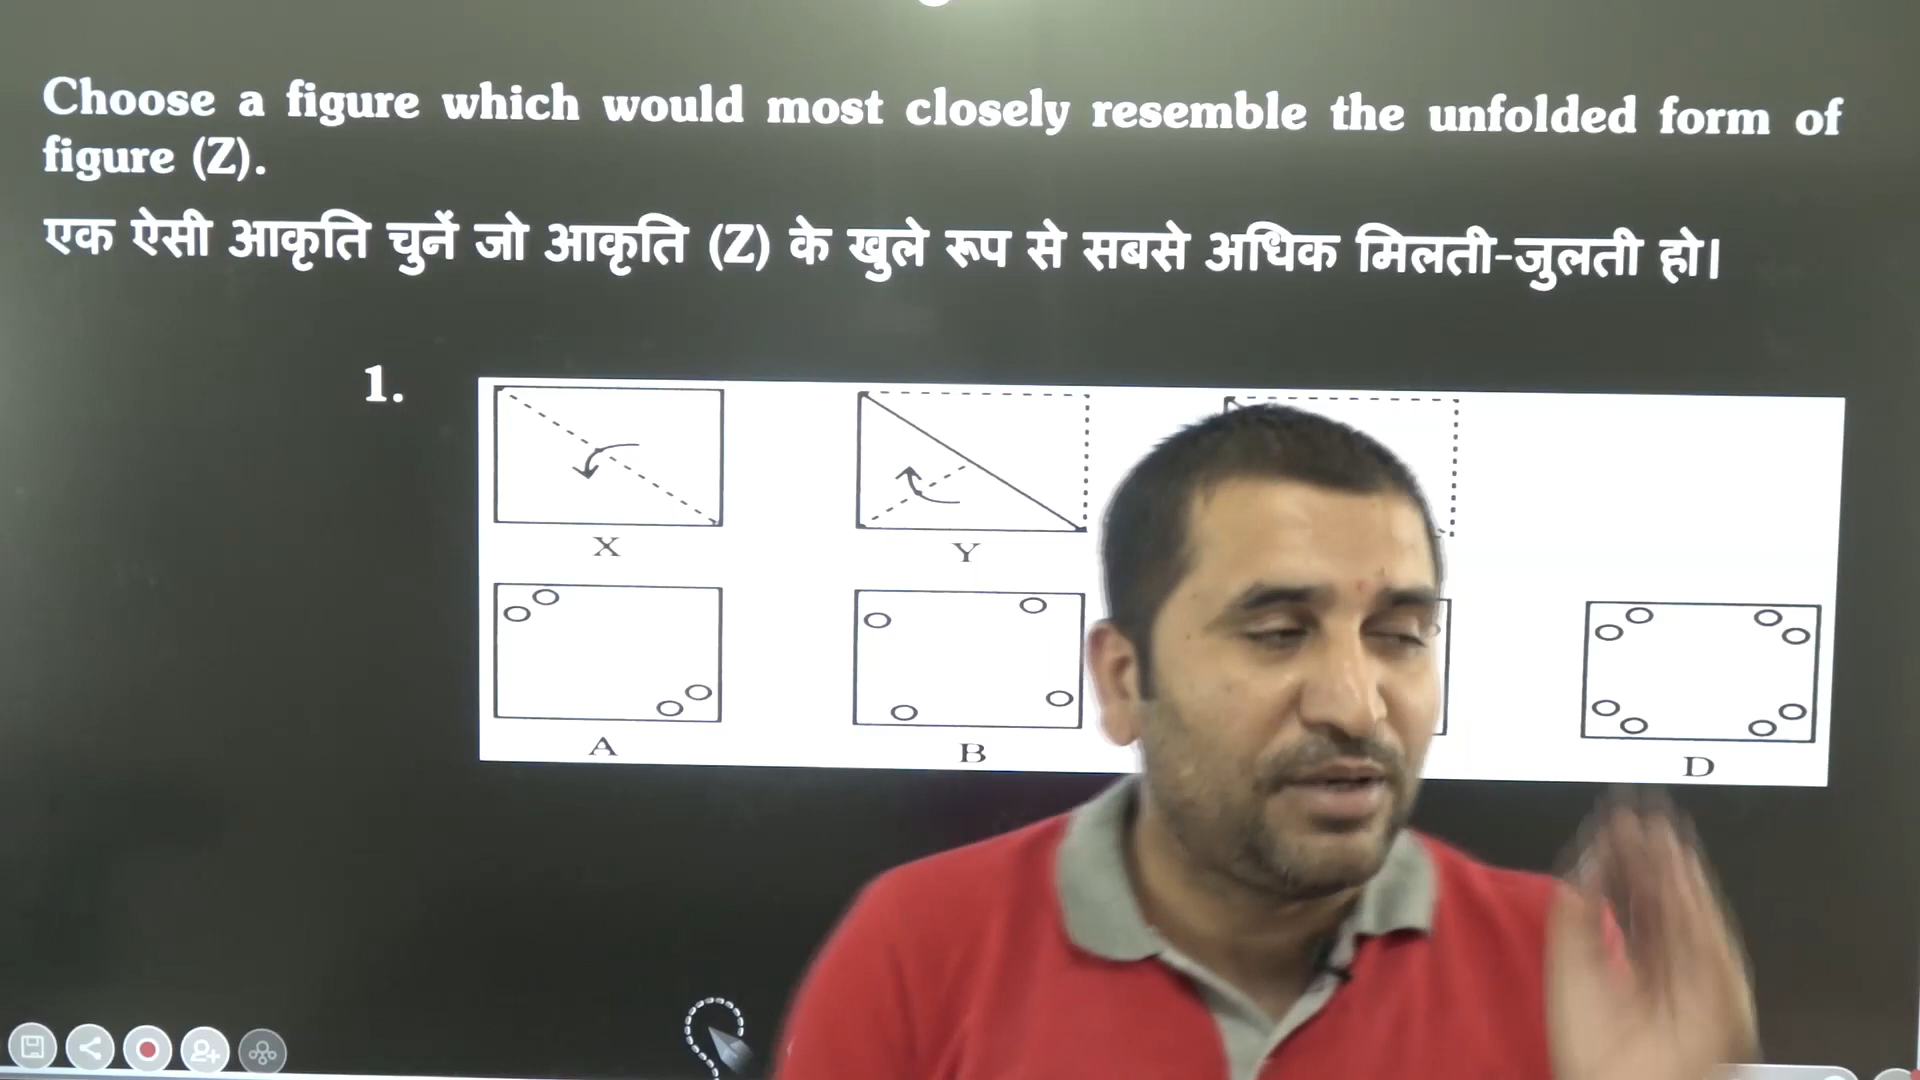 Choose a figure which would most closely resemble the unfolded form of
figure (Z).
एक ऐसी आकृति चुनें जो आकृति (Z) के खुले रूप से सबसे अधिक मिलती-जुलती हो।
1.
X
Y
A
B
D